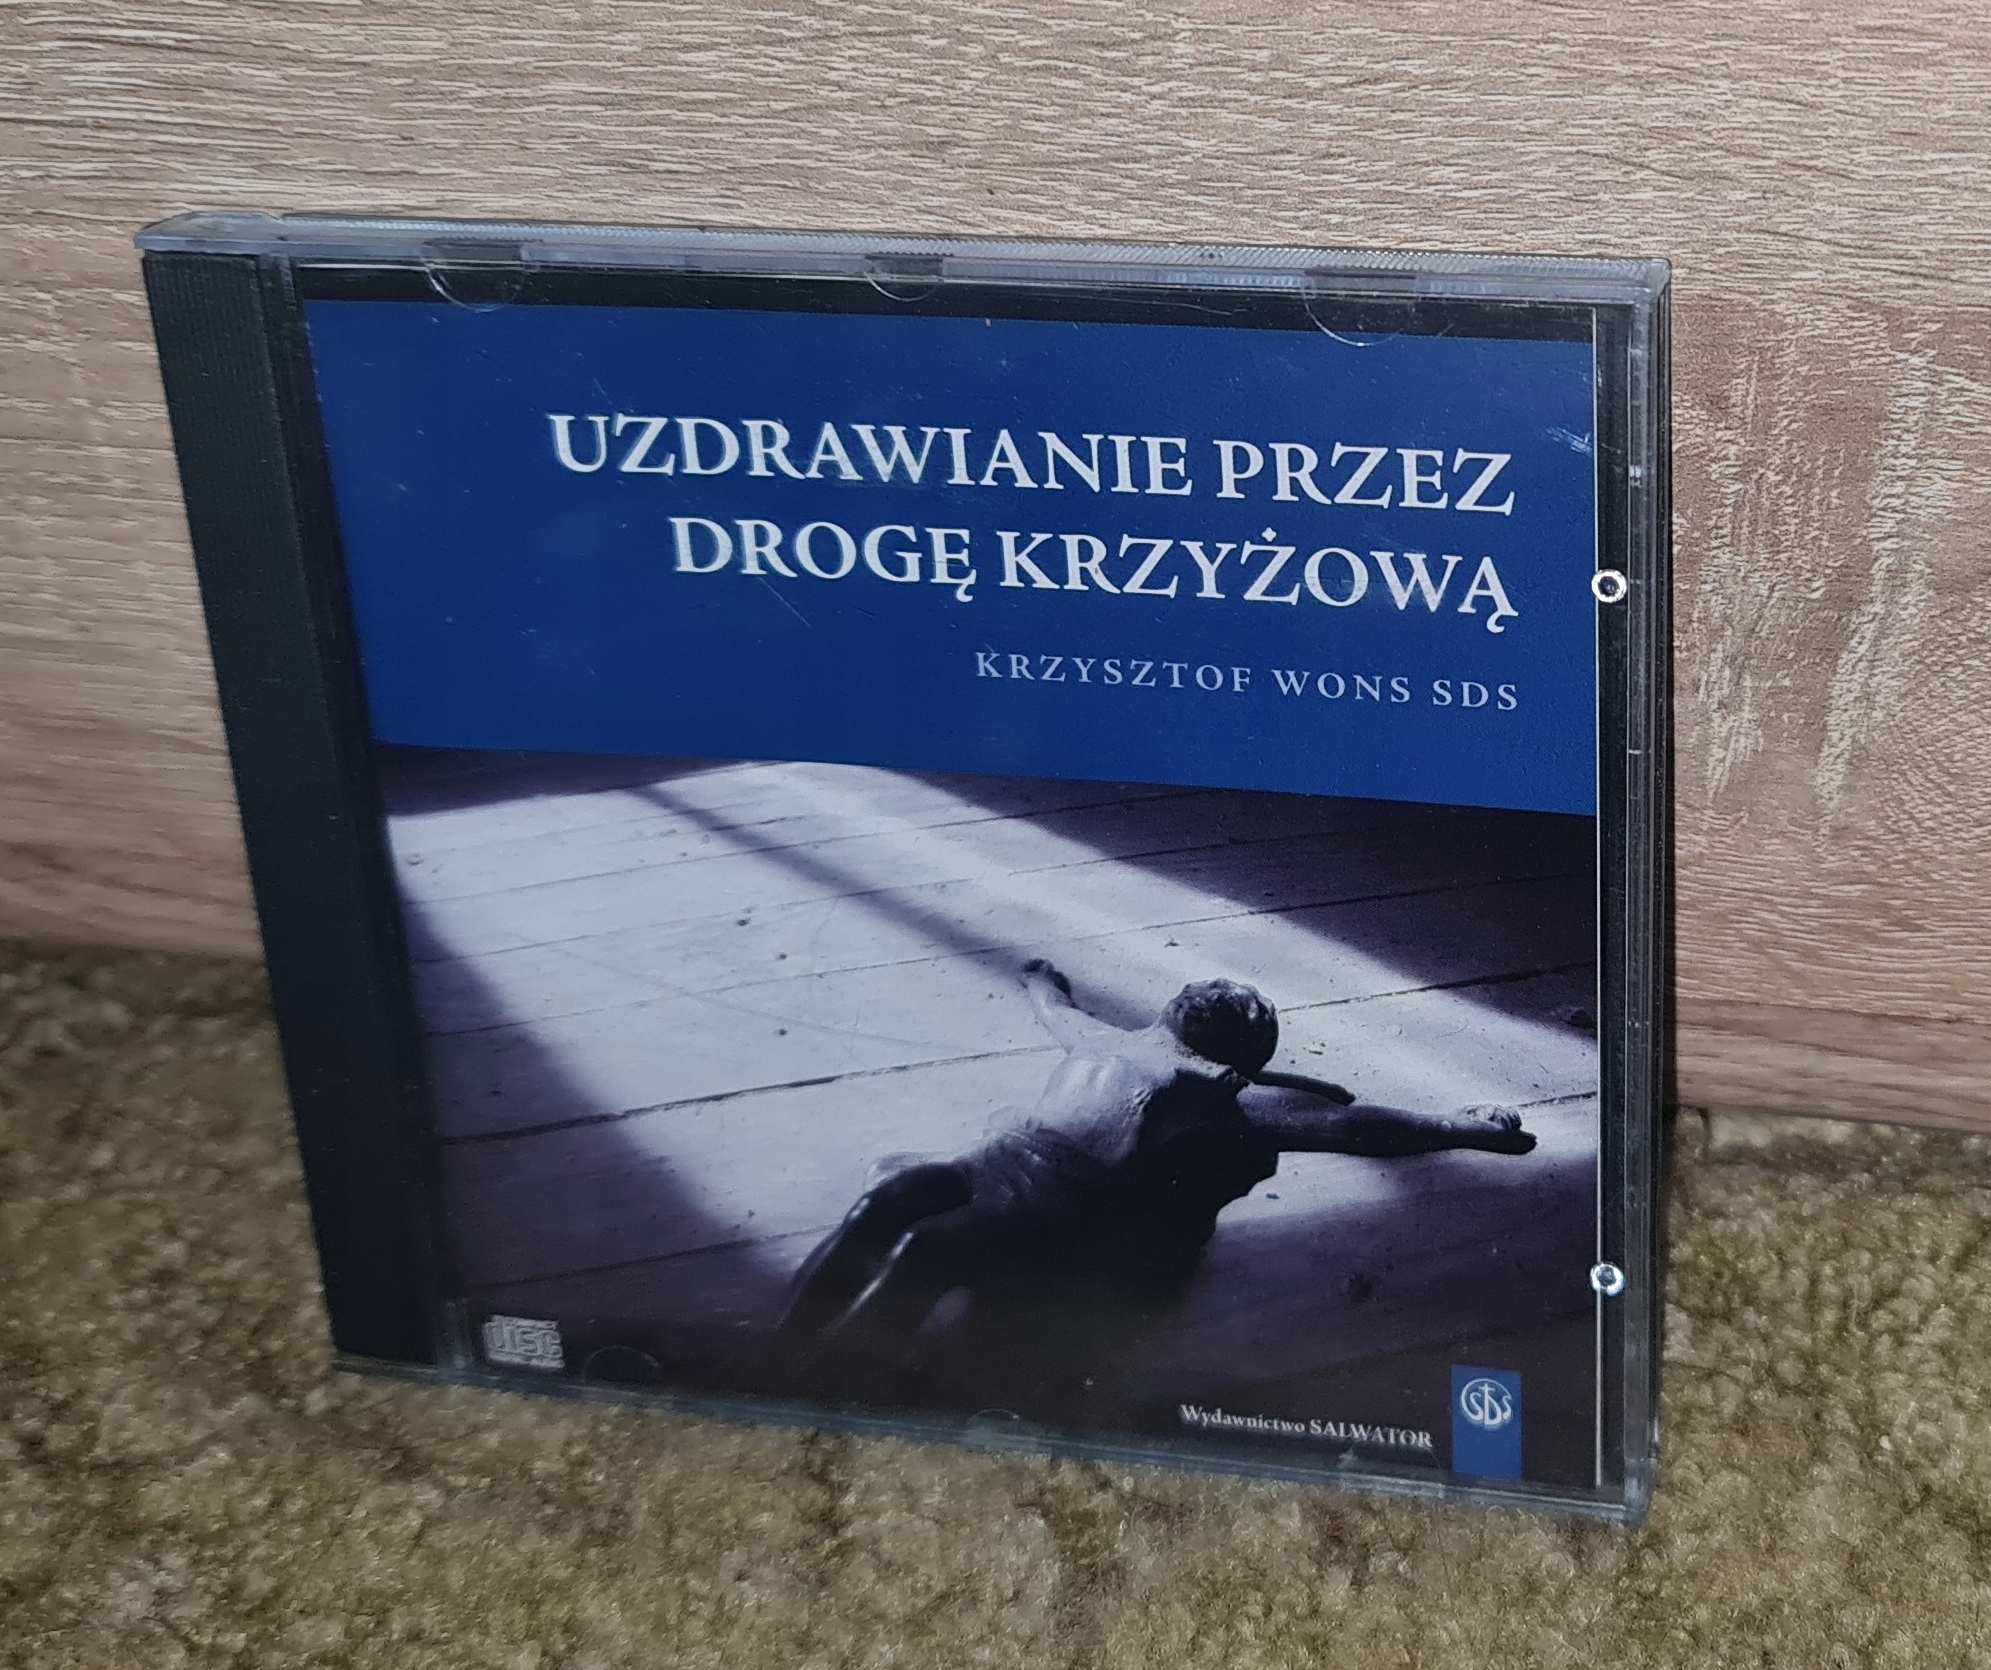 UZDRAWIANIE PRZEZ
DROGĘ KRZYŻOWĄ
KRZYSZTOF WONS SDS
disc
Wydawnictwo SALWATOR
SDS